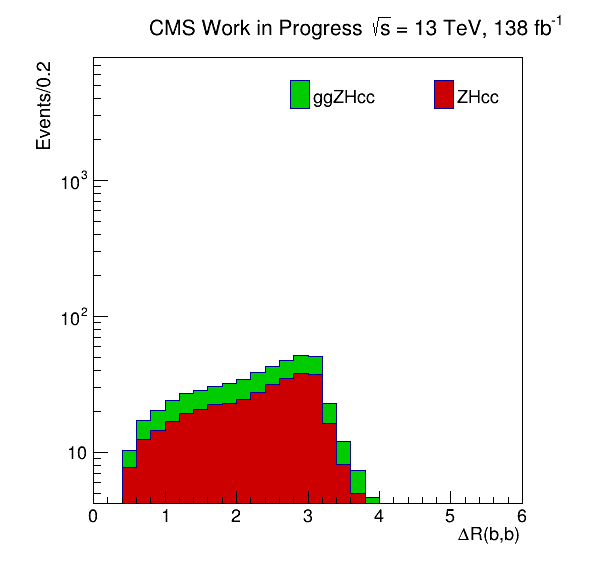 CMS Work in Progress √s = 13 TeV, 138 fb⁻¹
Events/0.2
ggZHcc ZHcc
10³
10²
10
0 1 2 3 4 5 6
ΔR(b,b)